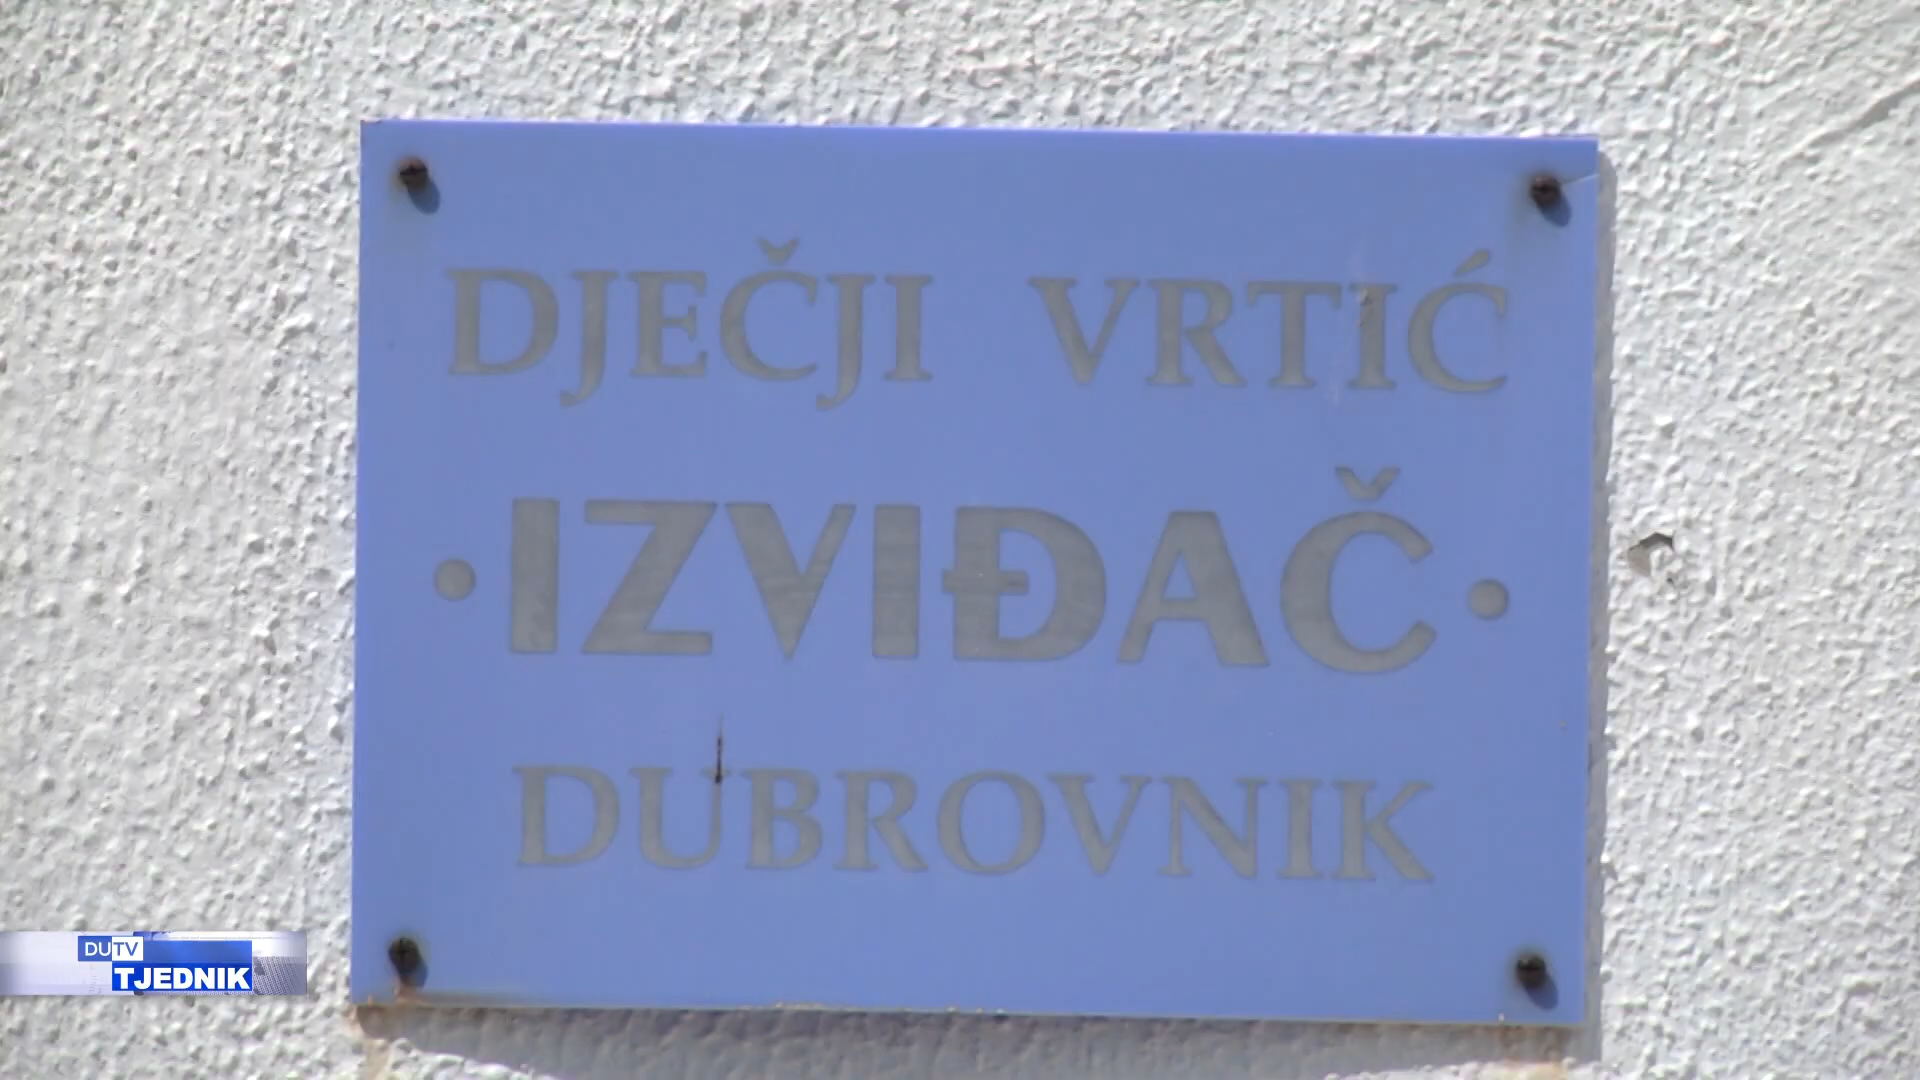 DJEČJI VRTIĆ
• IZVIĐAČ •
DUBROVNIK
DUTV
TJEDNIK